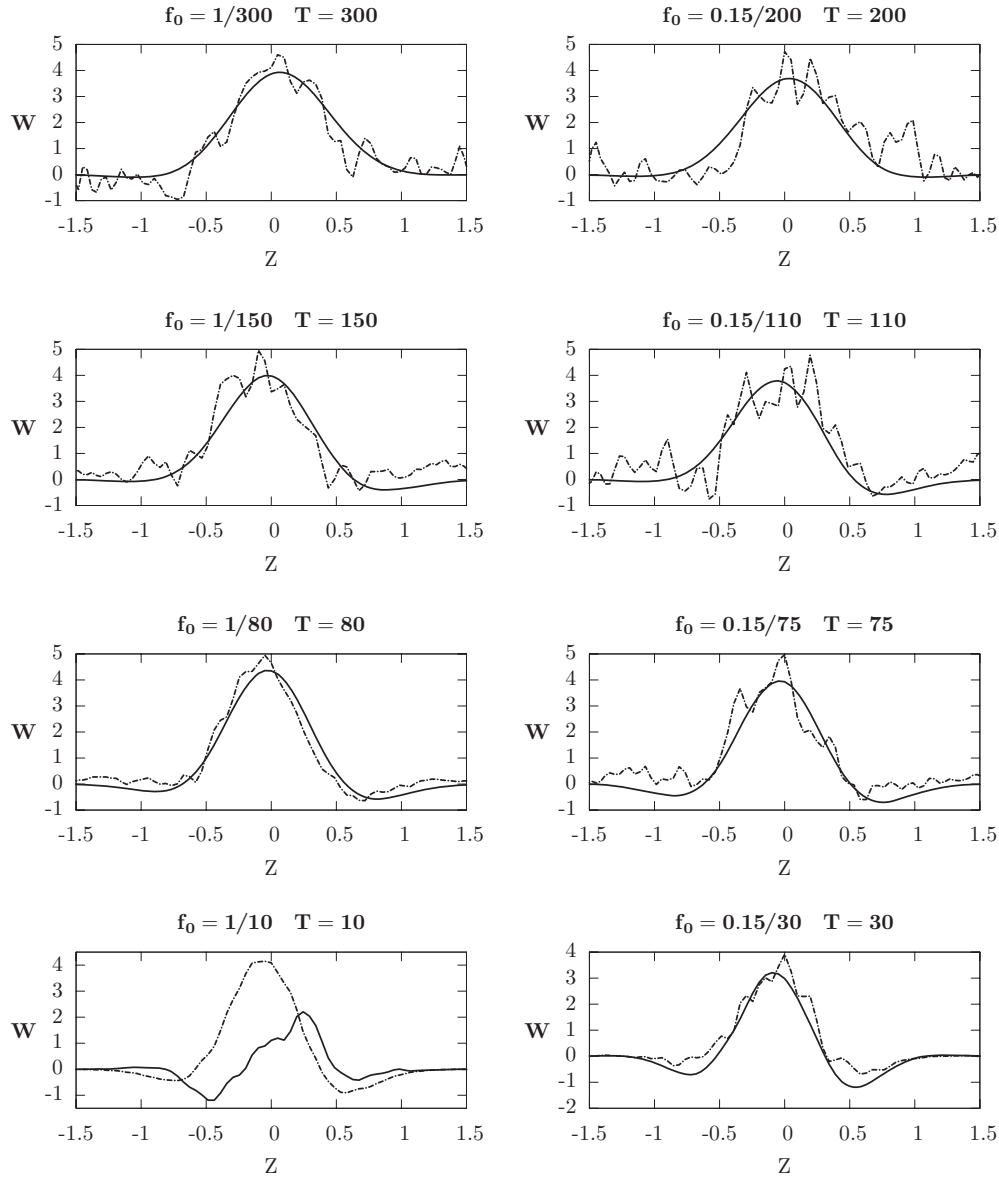 f₀ = 1/300 T = 300
5
4
3
2
1
0
-1
W
-1.5 -1 -0.5 0 0.5 1 1.5
Z
f₀ = 0.15/200 T = 200
5
4
3
2
1
0
-1
W
-1.5 -1 -0.5 0 0.5 1 1.5
Z
f₀ = 1/150 T = 150
5
4
3
2
1
0
-1
W
-1.5 -1 -0.5 0 0.5 1 1.5
Z
f₀ = 0.15/110 T = 110
5
4
3
2
1
0
-1
W
-1.5 -1 -0.5 0 0.5 1 1.5
Z
f₀ = 1/80 T = 80
5
4
3
2
1
0
-1
W
-1.5 -1 -0.5 0 0.5 1 1.5
Z
f₀ = 0.15/75 T = 75
5
4
3
2
1
0
-1
W
-1.5 -1 -0.5 0 0.5 1 1.5
Z
f₀ = 1/10 T = 10
4
3
2
1
0
-1
W
-1.5 -1 -0.5 0 0.5 1 1.5
Z
f₀ = 0.15/30 T = 30
4
3
2
1
0
-1
-2
W
-1.5 -1 -0.5 0 0.5 1 1.5
Z